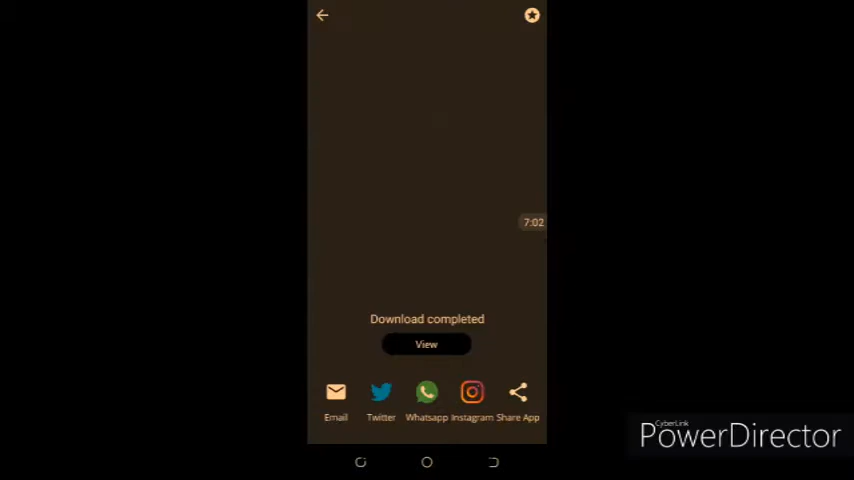 7:02
Download completed
View
Email Twitter Whatsapp Instagram Share App
CyberLink
PowerDirector